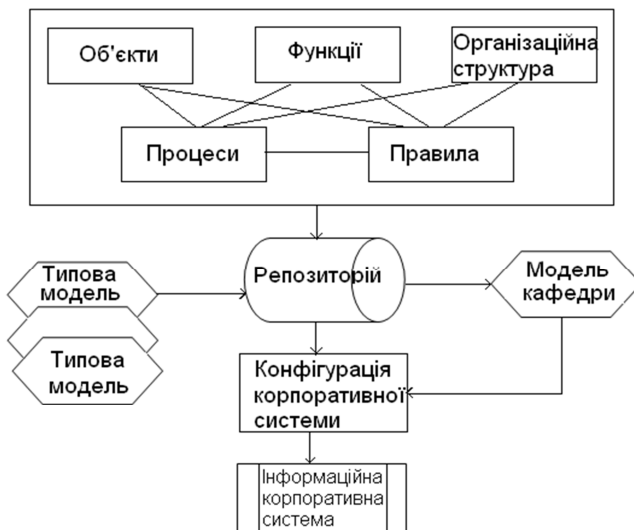 Об'єкти
Функції
Організаційна
структура
Процеси
Правила
Типова
модель
Репозиторій
Модель
кафедри
Типова
модель
Конфігурація
корпоративної
системи
Інформаційна
корпоративна
система